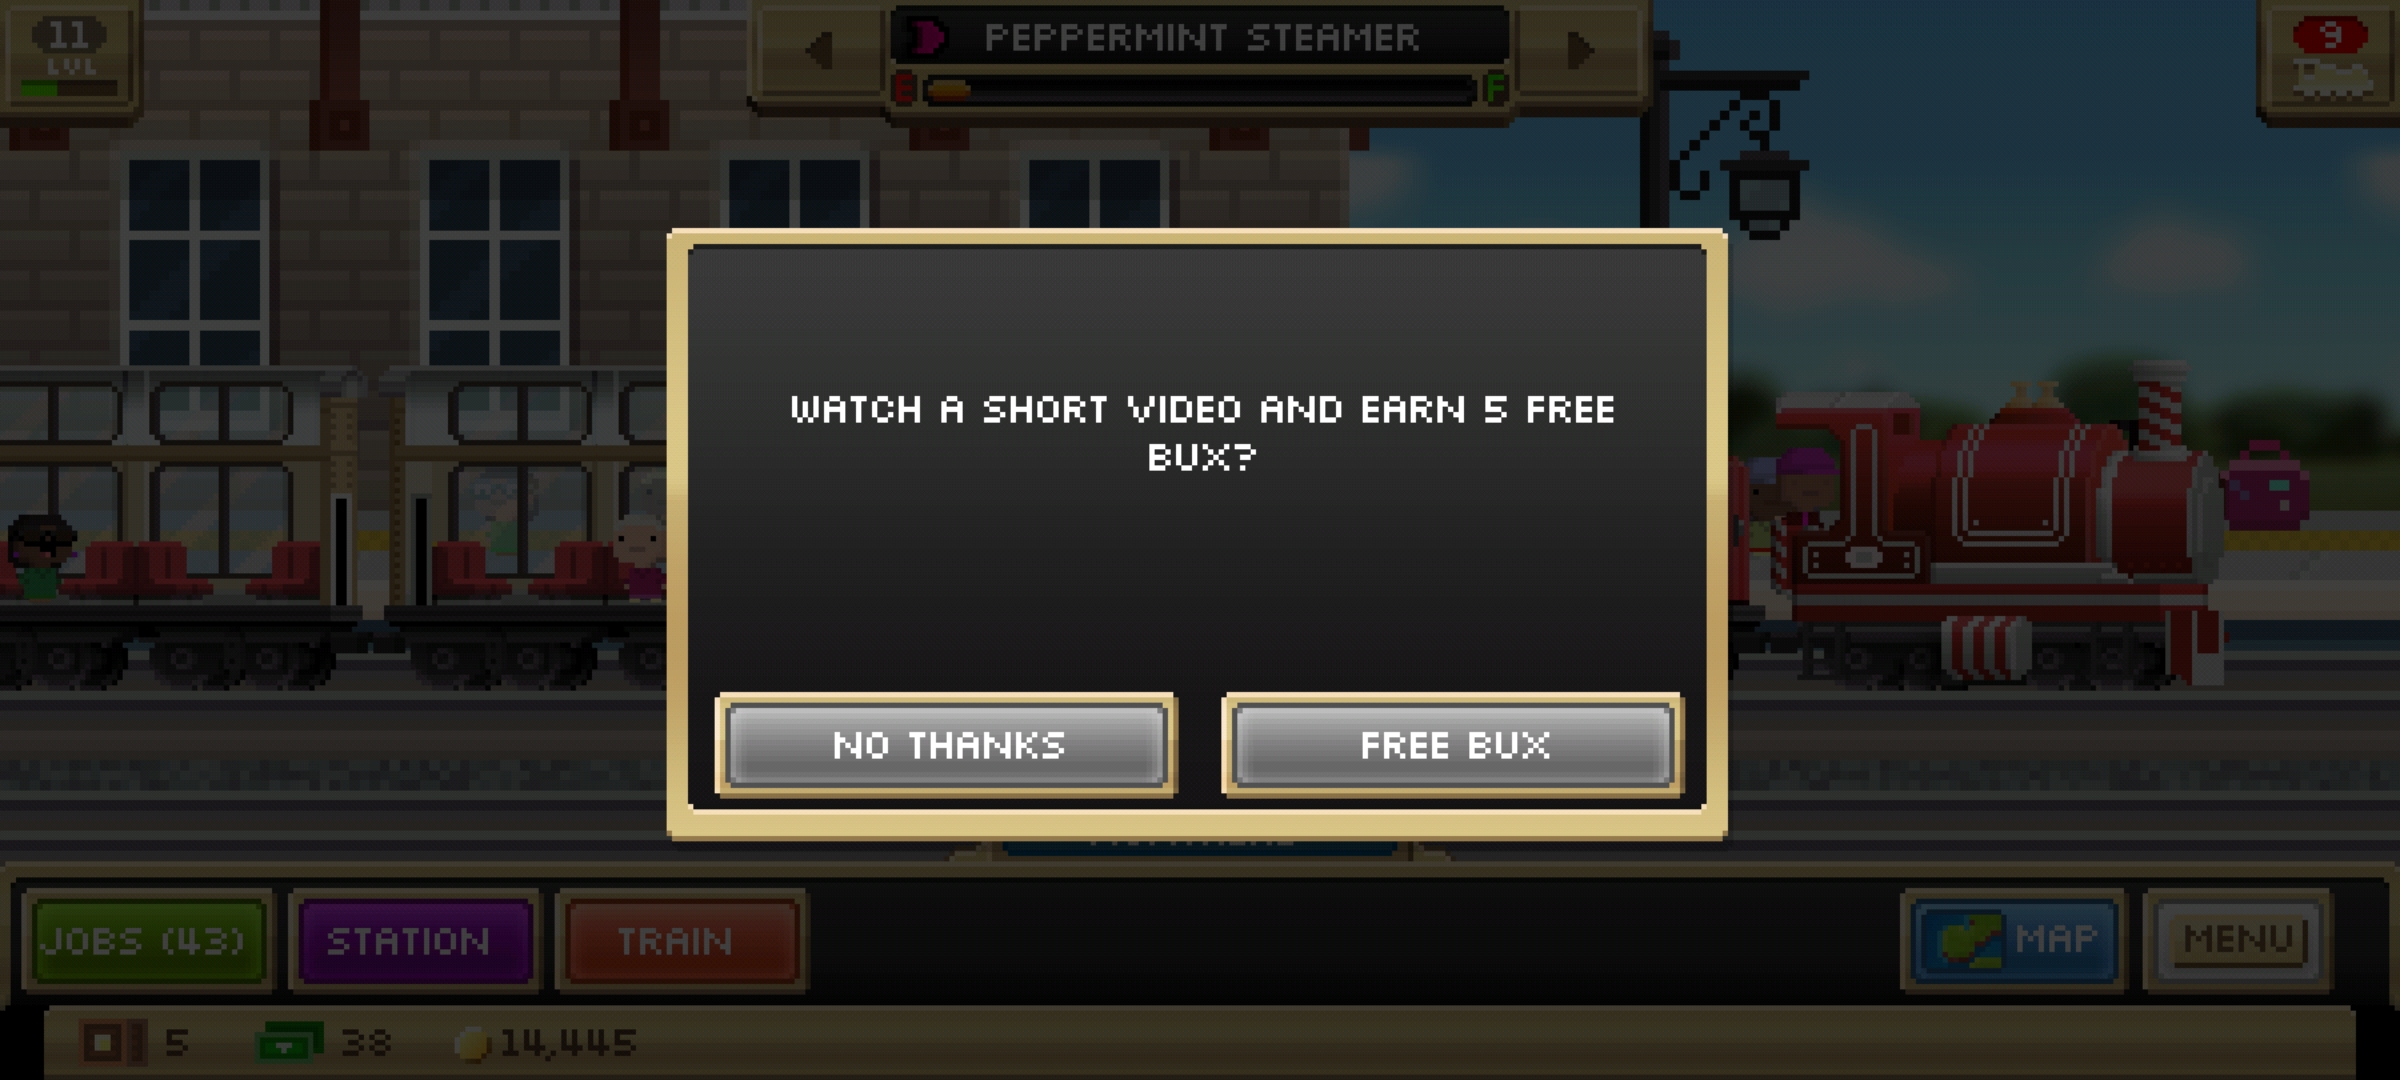 11
LVL
PEPPERMINT STEAMER
E F
9
WATCH A SHORT VIDEO AND EARN 5 FREE
BUX?
NO THANKS
FREE BUX
JOBS (43)
STATION
TRAIN
MAP
MENU
5
38
14,445